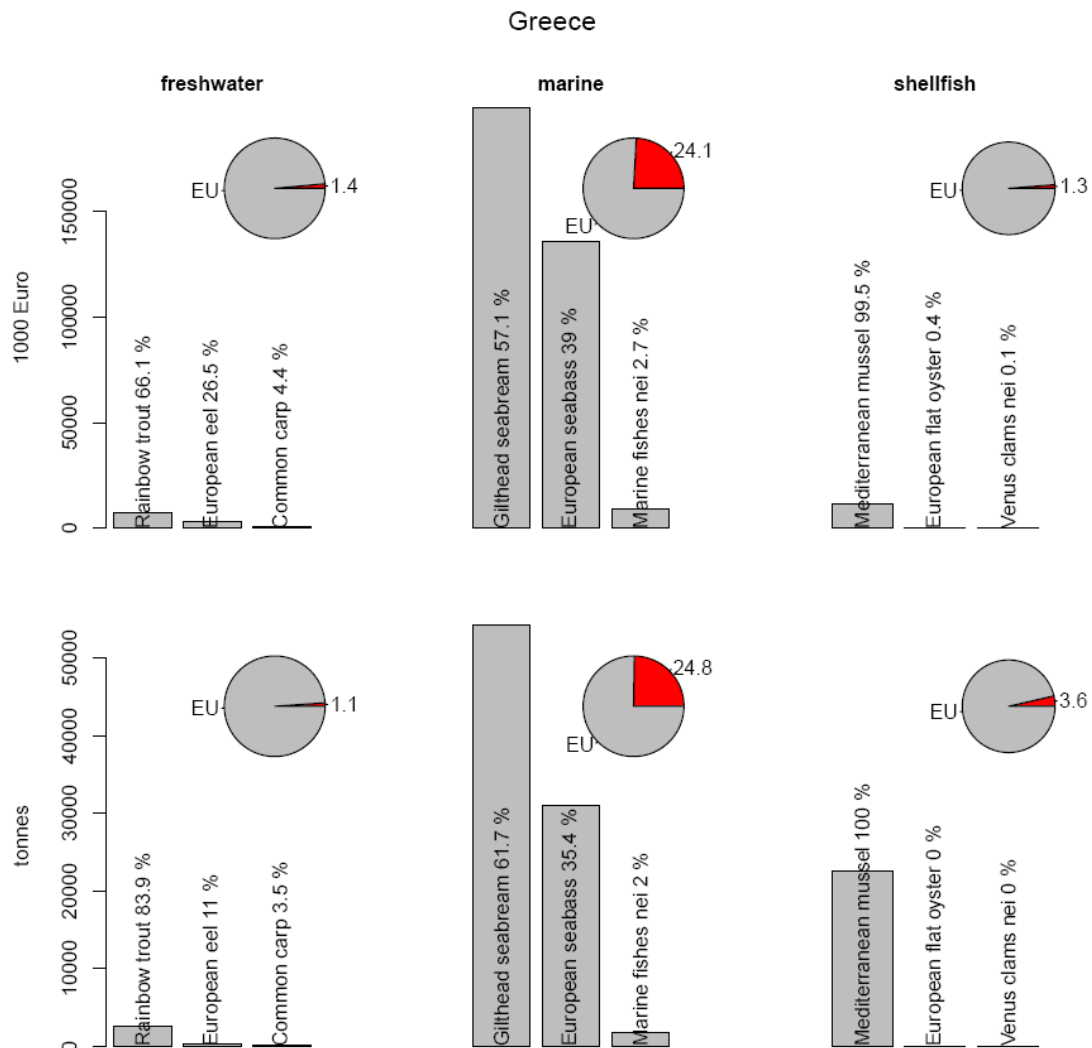 Greece
freshwater
marine
shellfish
1000 Euro
0
50000
100000
150000
Rainbow trout 66.1 %
European eel 26.5 %
Common carp 4.4 %
EU
1.4
Gilthead seabream 57.1 %
European seabass 39 %
Marine fishes nei 2.7 %
EU
24.1
Mediterranean mussel 99.5 %
European flat oyster 0.4 %
Venus clams nei 0.1 %
EU
1.3
tonnes
0
10000
20000
30000
40000
50000
Rainbow trout 83.9 %
European eel 11 %
Common carp 3.5 %
EU
1.1
Gilthead seabream 61.7 %
European seabass 35.4 %
Marine fishes nei 2 %
EU
24.8
Mediterranean mussel 100 %
European flat oyster 0 %
Venus clams nei 0 %
EU
3.6